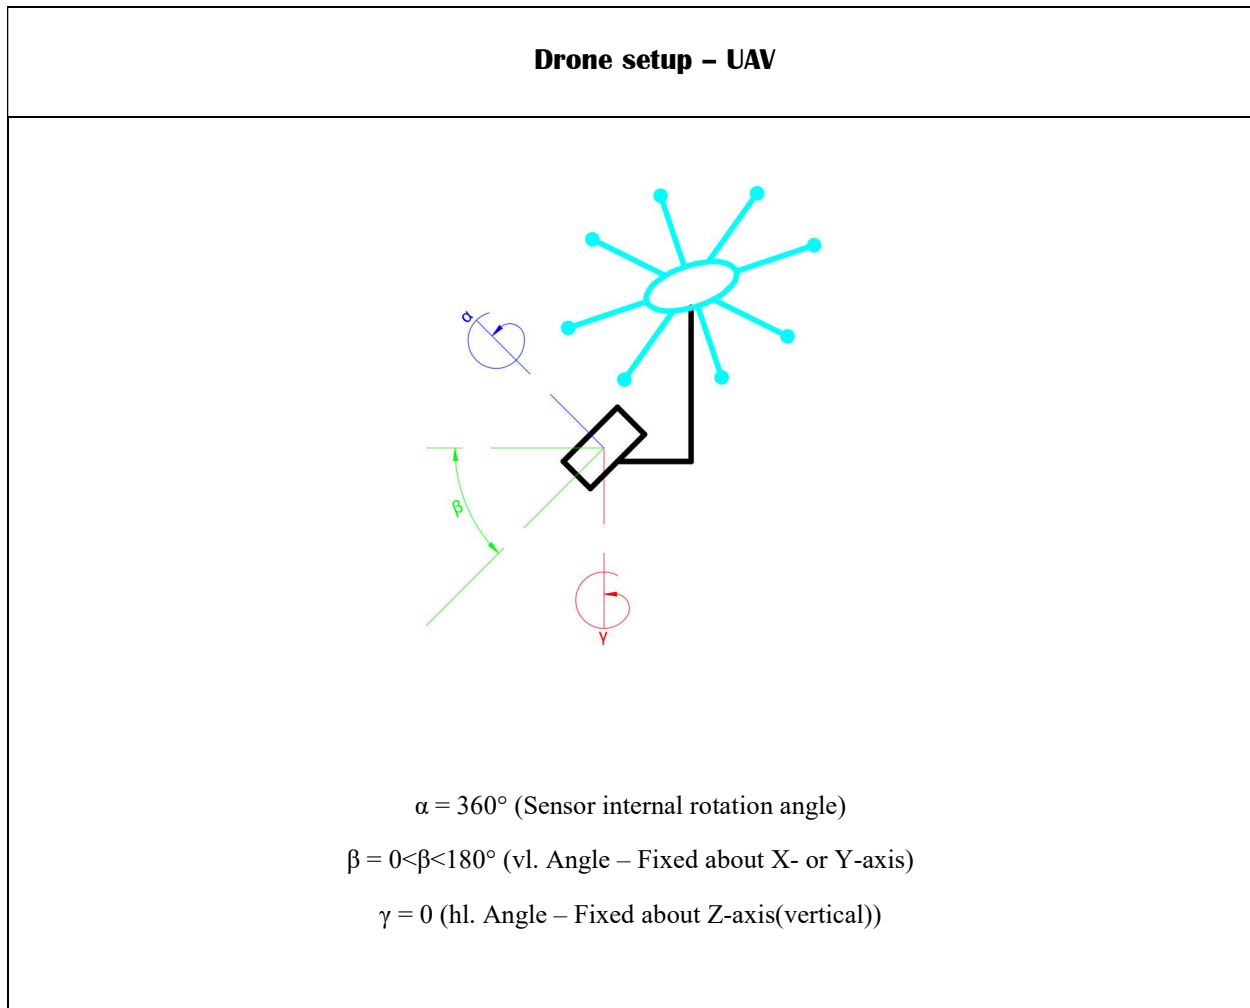 Drone setup – UAV
α
β
γ
α = 360° (Sensor internal rotation angle)
β = 0<β<180° (vl. Angle – Fixed about X- or Y-axis)
γ = 0 (hl. Angle – Fixed about Z-axis(vertical))